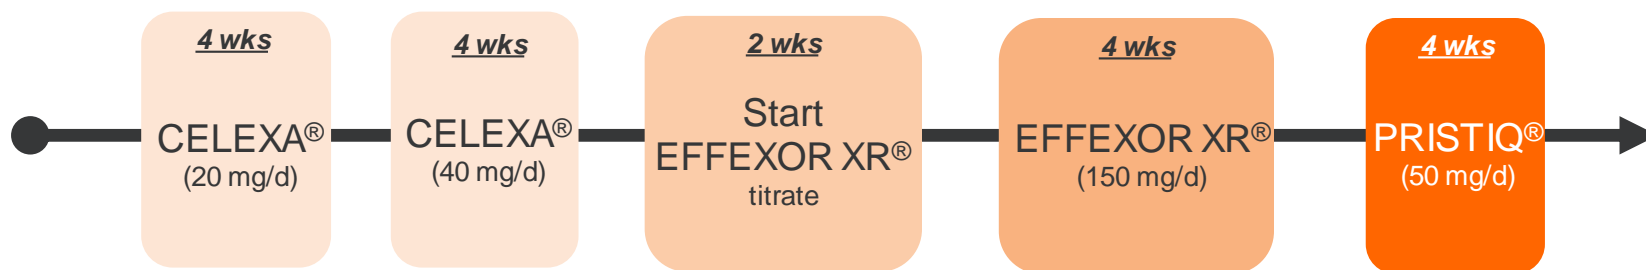 4 wks
CELEXA®
(20 mg/d)
4 wks
CELEXA®
(40 mg/d)
2 wks
Start
EFFEXOR XR®
titrate
4 wks
EFFEXOR XR®
(150 mg/d)
4 wks
PRISTIQ®
(50 mg/d)